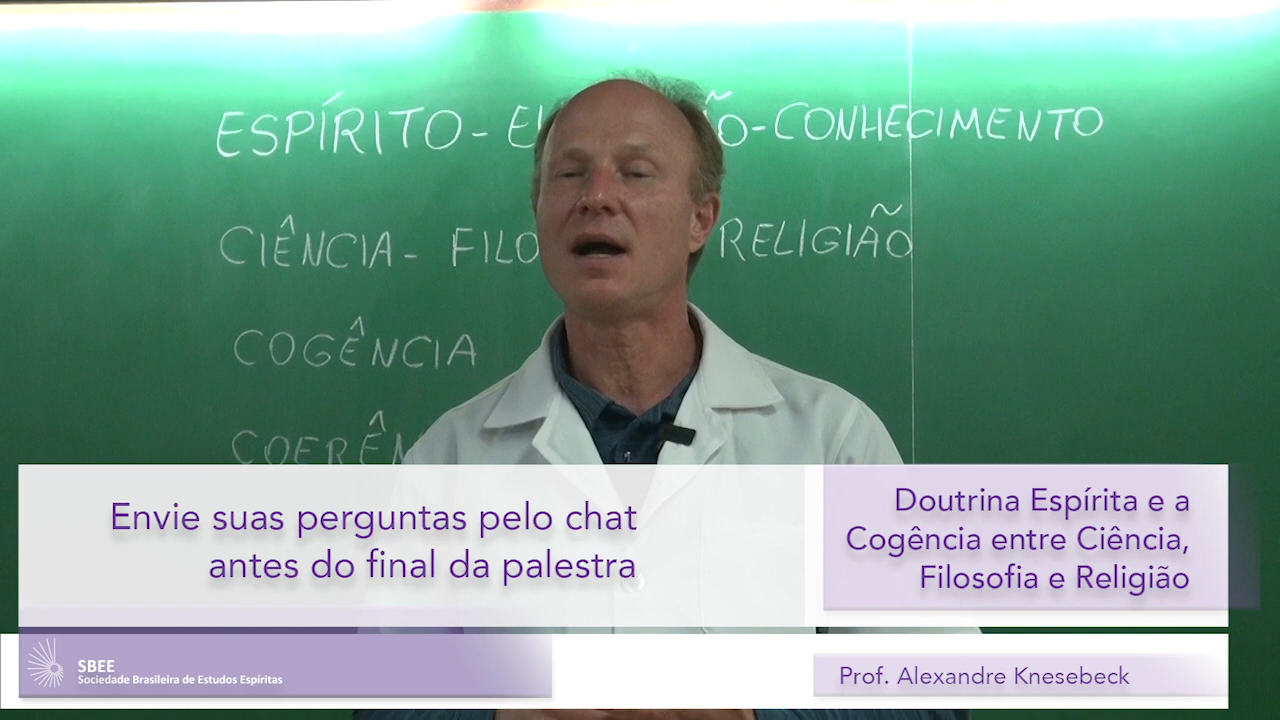 ESPÍRITO - -CONHECIMENTO
CIÊNCIA - RELIGIÃO
COGÊNCIA
Envie suas perguntas pelo chat
antes do final da palestra
Doutrina Espírita e a
Cogência entre Ciência,
Filosofia e Religião
SBEE
Sociedade Brasileira de Estudos Espíritas
Prof. Alexandre Knesebeck